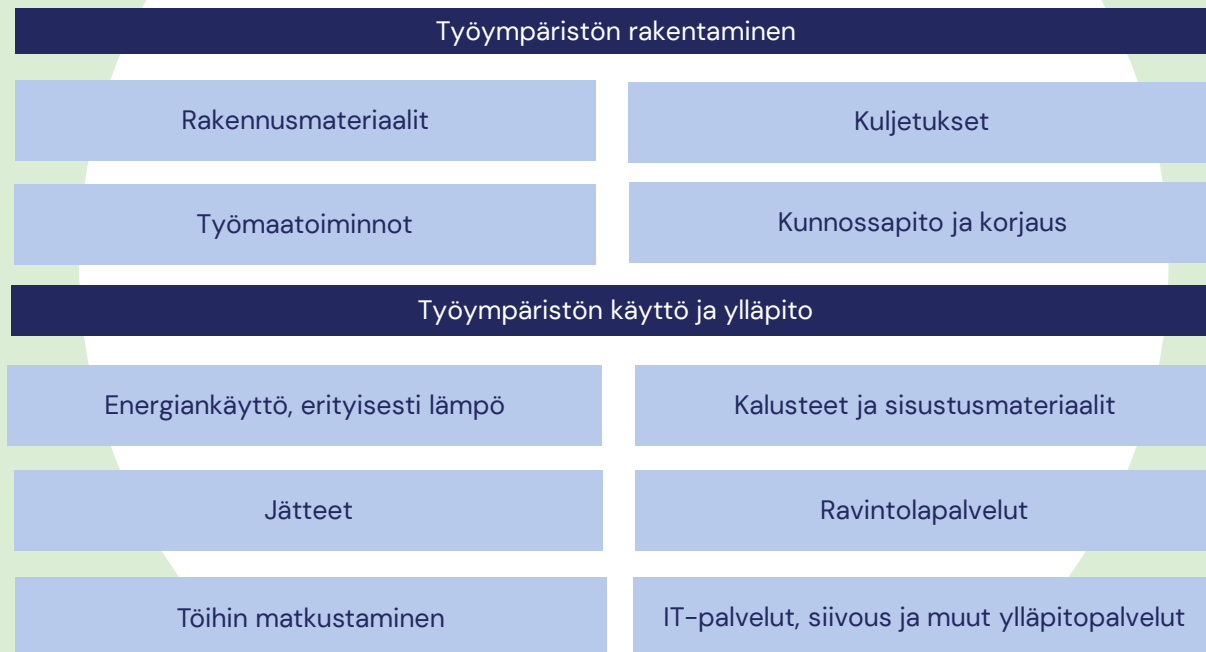 Työympäristön rakentaminen
Rakennusmateriaalit
Kuljetukset
Työmaatoiminnot
Kunnossapito ja korjaus
Työympäristön käyttö ja ylläpito
Energiankäyttö, erityisesti lämpö
Kalusteet ja sisustusmateriaalit
Jätteet
Ravintolapalvelut
Töihin matkustaminen
IT-palvelut, siivous ja muut ylläpitopalvelut